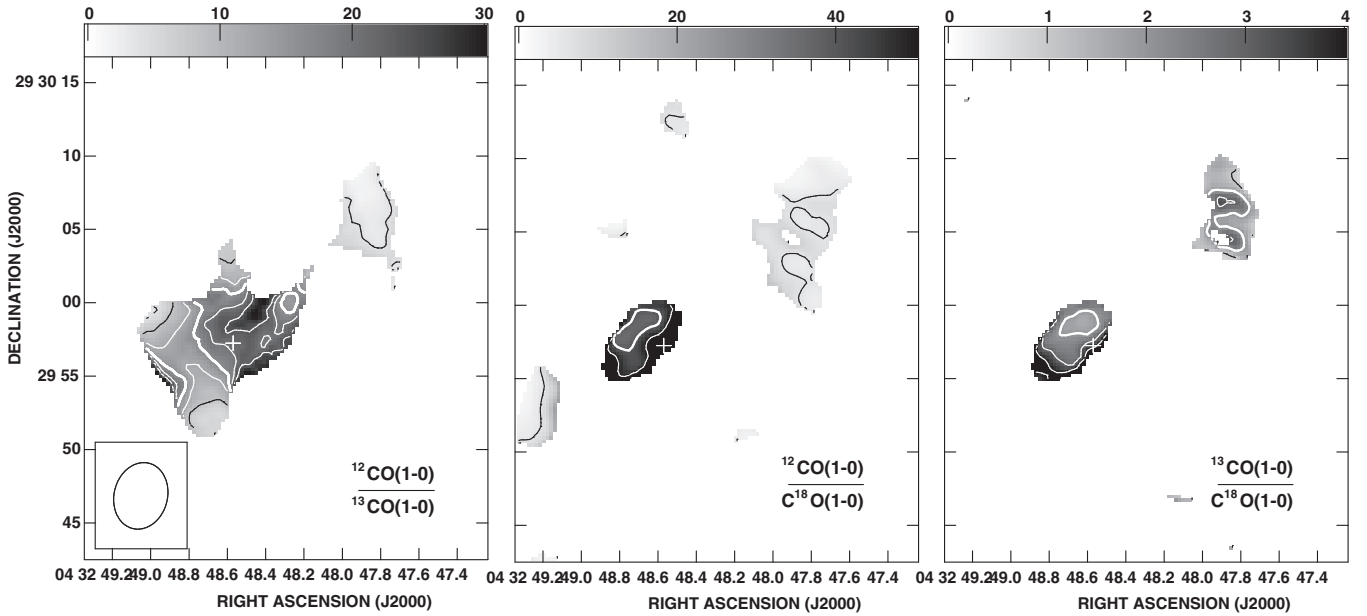 0 10 20 30
0 20 40
0 1 2 3 4
29 30 15
10
05
00
29 55
50
45
DECLINATION (J2000)
¹²CO(1-0)
¹³CO(1-0)
¹²CO(1-0)
C¹⁸O(1-0)
¹³CO(1-0)
C¹⁸O(1-0)
04 32 49.2 49.0 48.8 48.6 48.4 48.2 48.0 47.8 47.6 47.4
04 32 49.2 49.0 48.8 48.6 48.4 48.2 48.0 47.8 47.6 47.4
04 32 49.2 49.0 48.8 48.6 48.4 48.2 48.0 47.8 47.6 47.4
RIGHT ASCENSION (J2000)
RIGHT ASCENSION (J2000)
RIGHT ASCENSION (J2000)